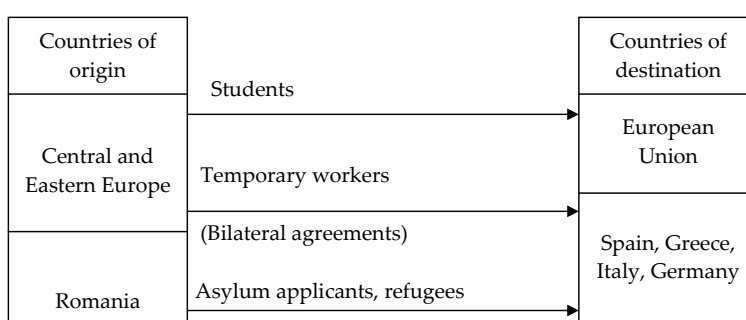 Countries of
origin
Central and
Eastern Europe
Romania
Students
Temporary workers
(Bilateral agreements)
Asylum applicants, refugees
Countries of
destination
European
Union
Spain, Greece,
Italy, Germany